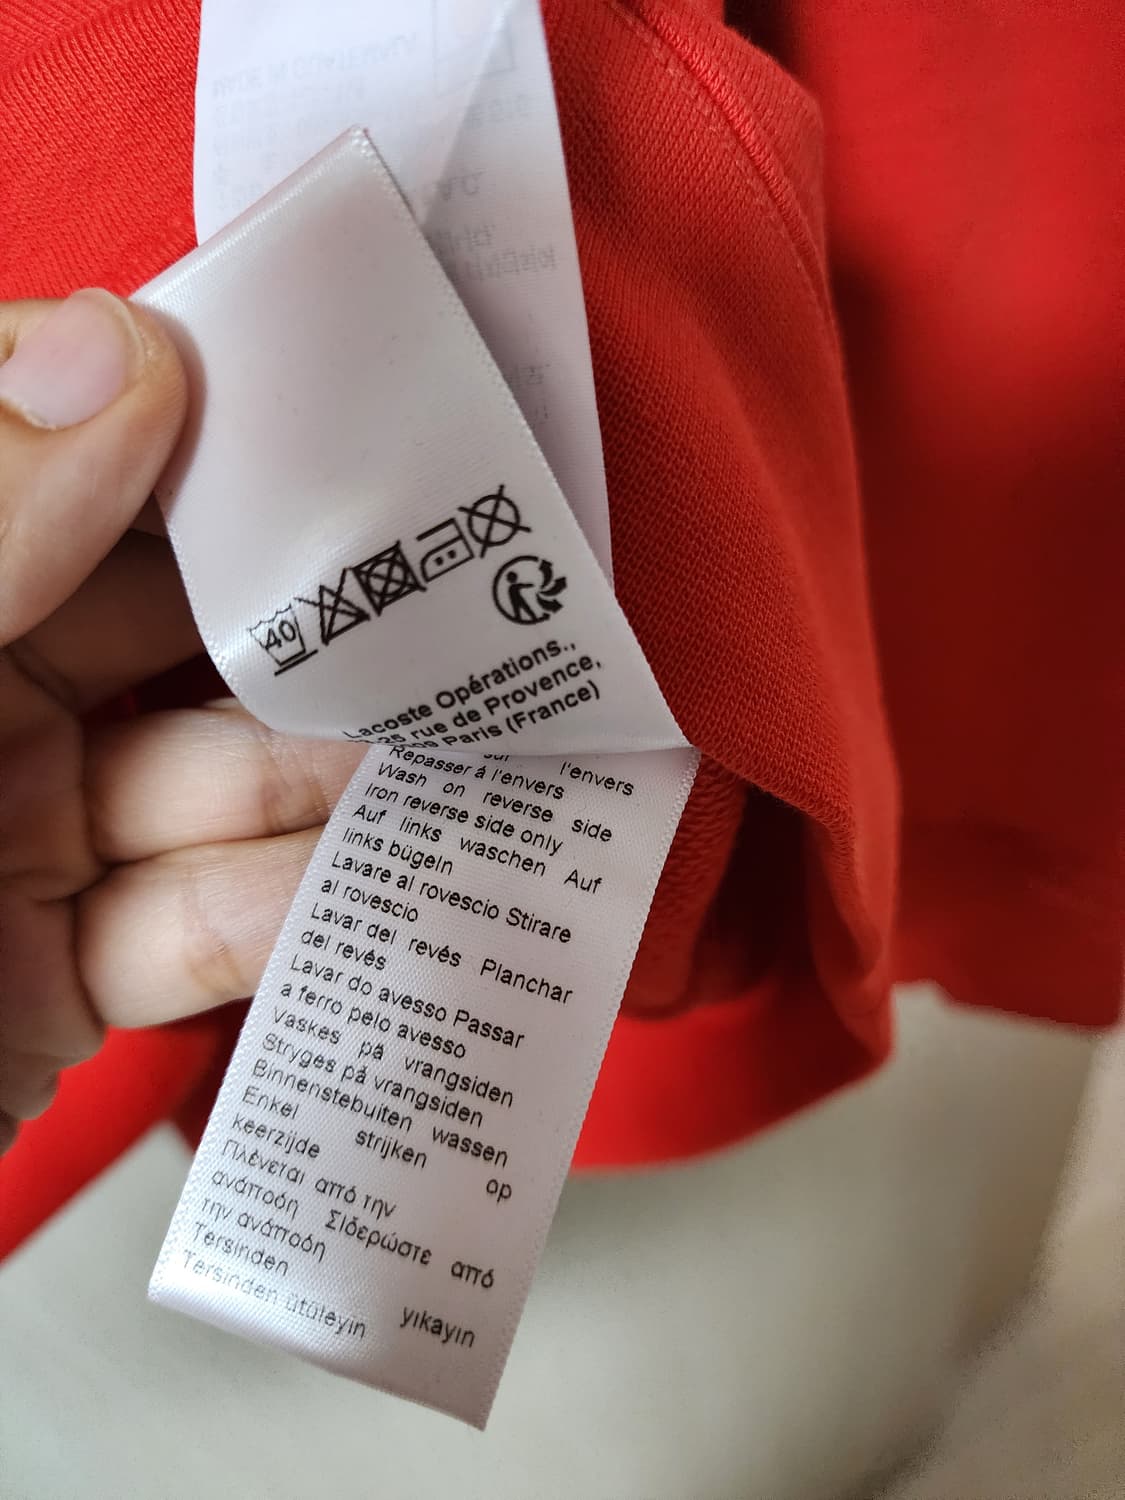 40
Lacoste Opérations.,
25 rue de Provence,
Paris (France)
sur l'envers
Repasser à l'envers
Wash on reverse side
Iron reverse side only
Auf links waschen Auf
links bügeln
Lavare al rovescio Stirare
al rovescio
Lavar del revés Planchar
del revés
Lavar do avesso Passar
a ferro pelo avesso
Vaskes på vrangsiden
Stryges på vrangsiden
Binnenstebuiten wassen
Enkel strijken op
keerzijde
Πλένεται από την
ανάποδη Σιδερώστε από
την ανάποδη
Tersinden yıkayın
Tersinden ütüleyin